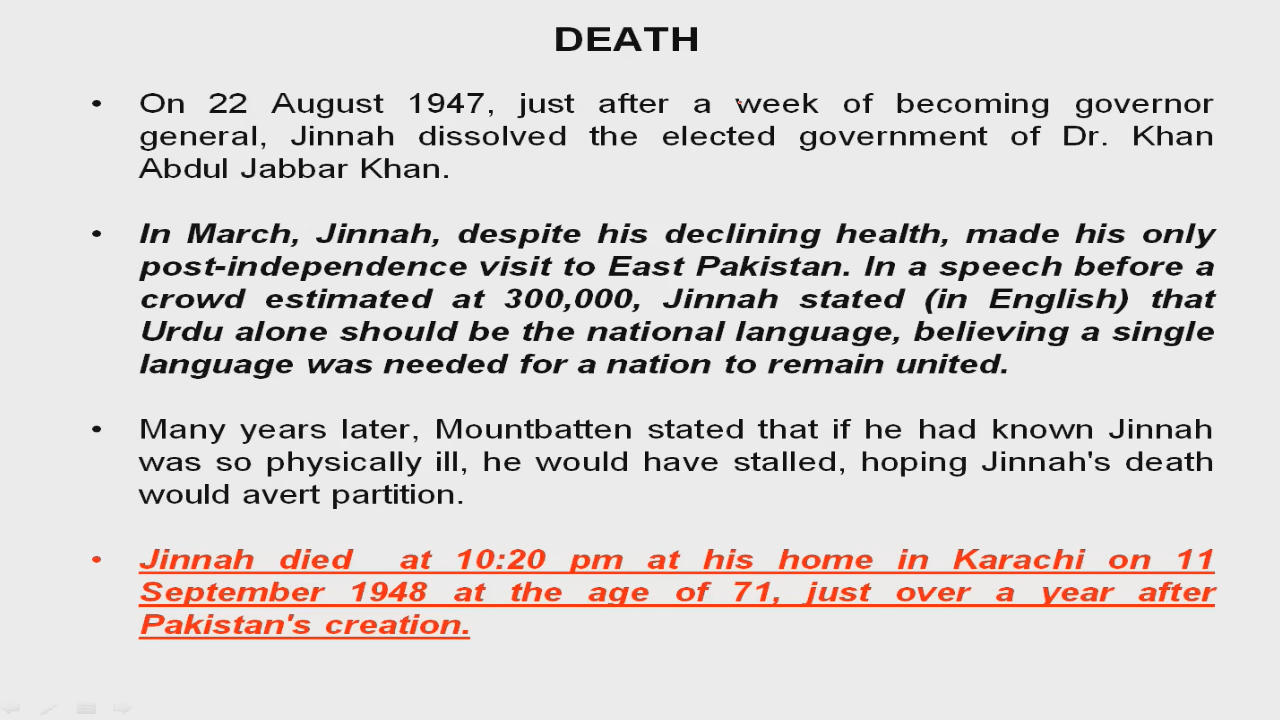 DEATH
• On 22 August 1947, just after a week of becoming governor
general, Jinnah dissolved the elected government of Dr. Khan
Abdul Jabbar Khan.
• In March, Jinnah, despite his declining health, made his only
post-independence visit to East Pakistan. In a speech before a
crowd estimated at 300,000, Jinnah stated (in English) that
Urdu alone should be the national language, believing a single
language was needed for a nation to remain united.
• Many years later, Mountbatten stated that if he had known Jinnah
was so physically ill, he would have stalled, hoping Jinnah's death
would avert partition.
• Jinnah died at 10:20 pm at his home in Karachi on 11
September 1948 at the age of 71, just over a year after
Pakistan's creation.